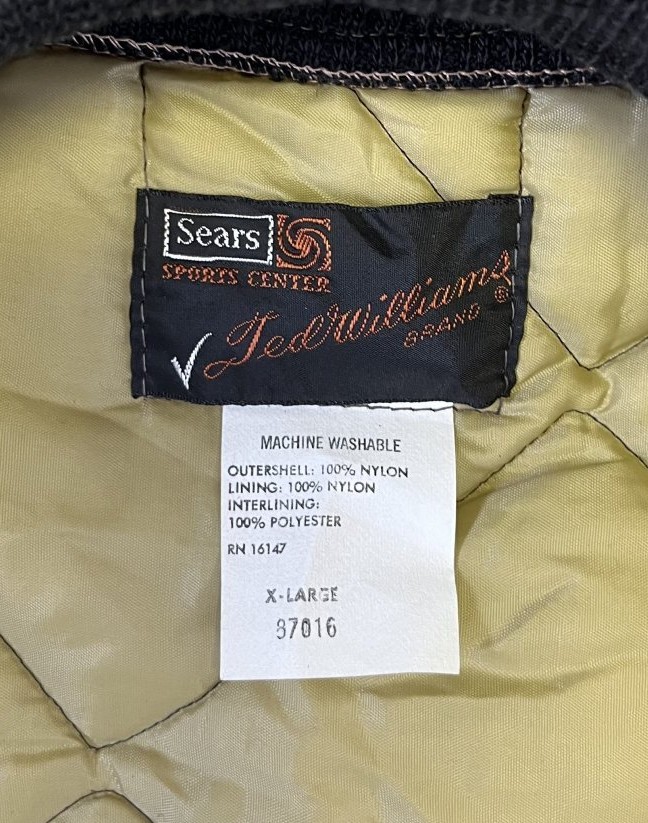 Sears
SPORTS CENTER
Ted Williams
BRAND ®
MACHINE WASHABLE
OUTERSHELL: 100% NYLON
LINING: 100% NYLON
INTERLINING:
100% POLYESTER
RN 16147
X-LARGE
87016